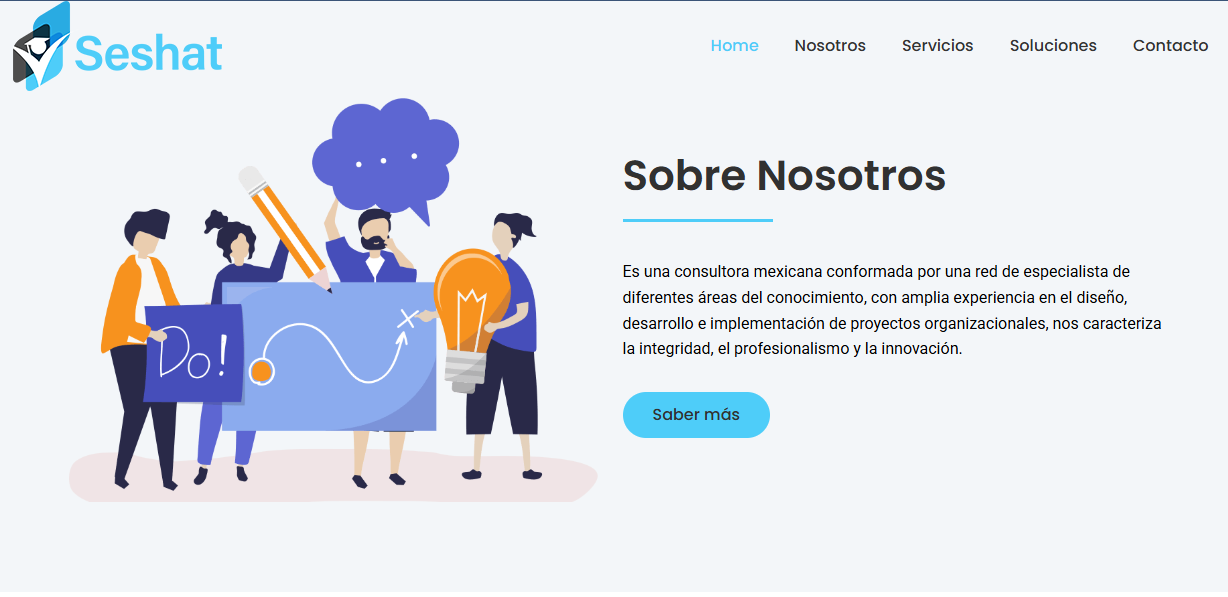 Seshat
Home Nosotros Servicios Soluciones Contacto
Sobre Nosotros
Es una consultora mexicana conformada por una red de especialista de
diferentes áreas del conocimiento, con amplia experiencia en el diseño,
desarrollo e implementación de proyectos organizacionales, nos caracteriza
la integridad, el profesionalismo y la innovación.
Do!
Saber más